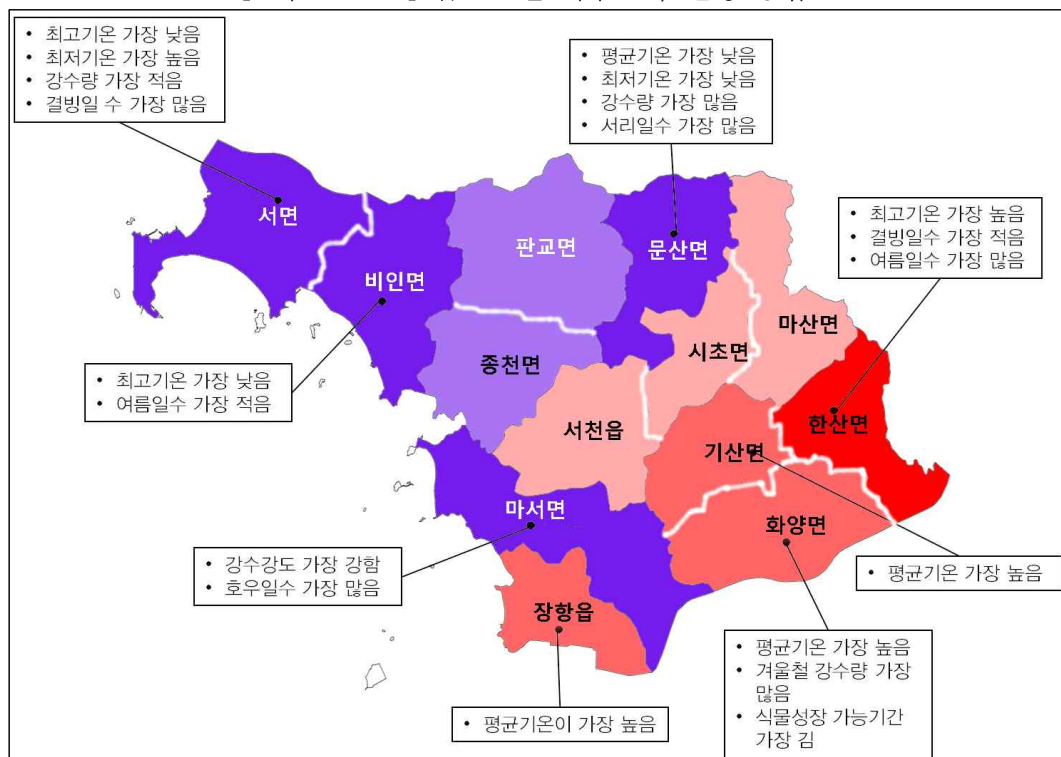 • 최고기온 가장 낮음
• 최저기온 가장 높음
• 강수량 가장 적음
• 결빙일 수 가장 많음
• 평균기온 가장 낮음
• 최저기온 가장 낮음
• 강수량 가장 많음
• 서리일수 가장 많음
• 최고기온 가장 높음
• 결빙일수 가장 적음
• 여름일수 가장 많음
서면
비인면
판교면
문산면
마산면
시초면
종천면
서천읍
기산면
한산면
마서면
화양면
장항읍
• 최고기온 가장 낮음
• 여름일수 가장 적음
• 강수강도 가장 강함
• 호우일수 가장 많음
• 평균기온 가장 높음
• 평균기온이 가장 높음
• 평균기온 가장 높음
• 겨울철 강수량 가장
많음
• 식물성장 가능기간
가장 김